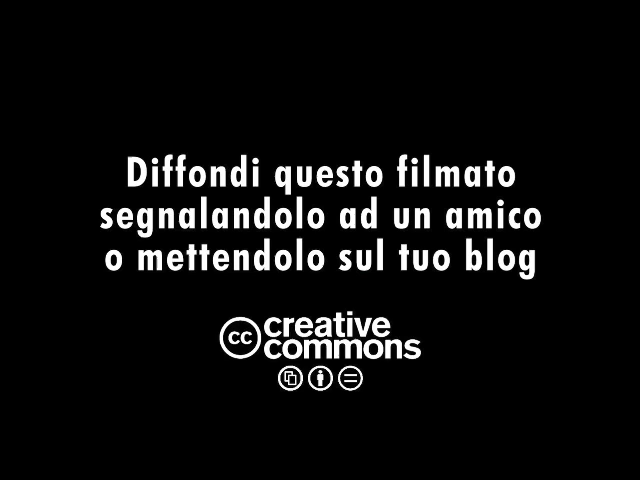 Diffondi questo filmato
segnalandolo ad un amico
o mettendolo sul tuo blog
cc creative
commons